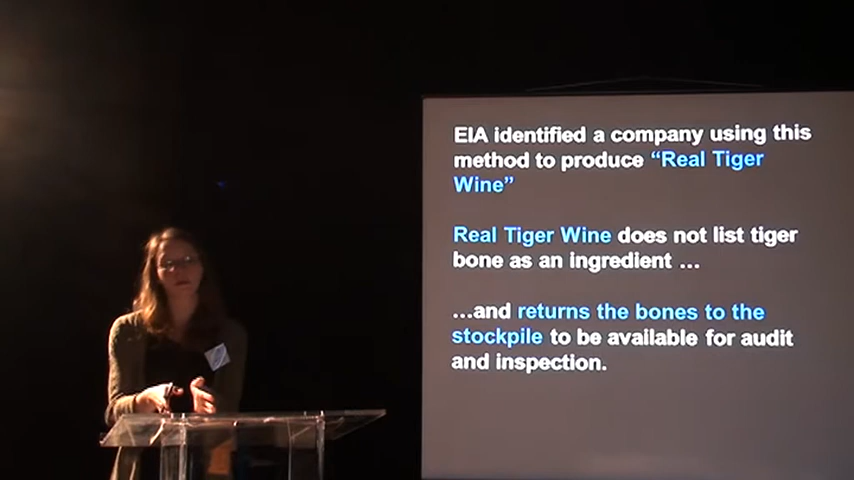 EIA identified a company using this
method to produce “Real Tiger
Wine”
Real Tiger Wine does not list tiger
bone as an ingredient ...
...and returns the bones to the
stockpile to be available for audit
and inspection.